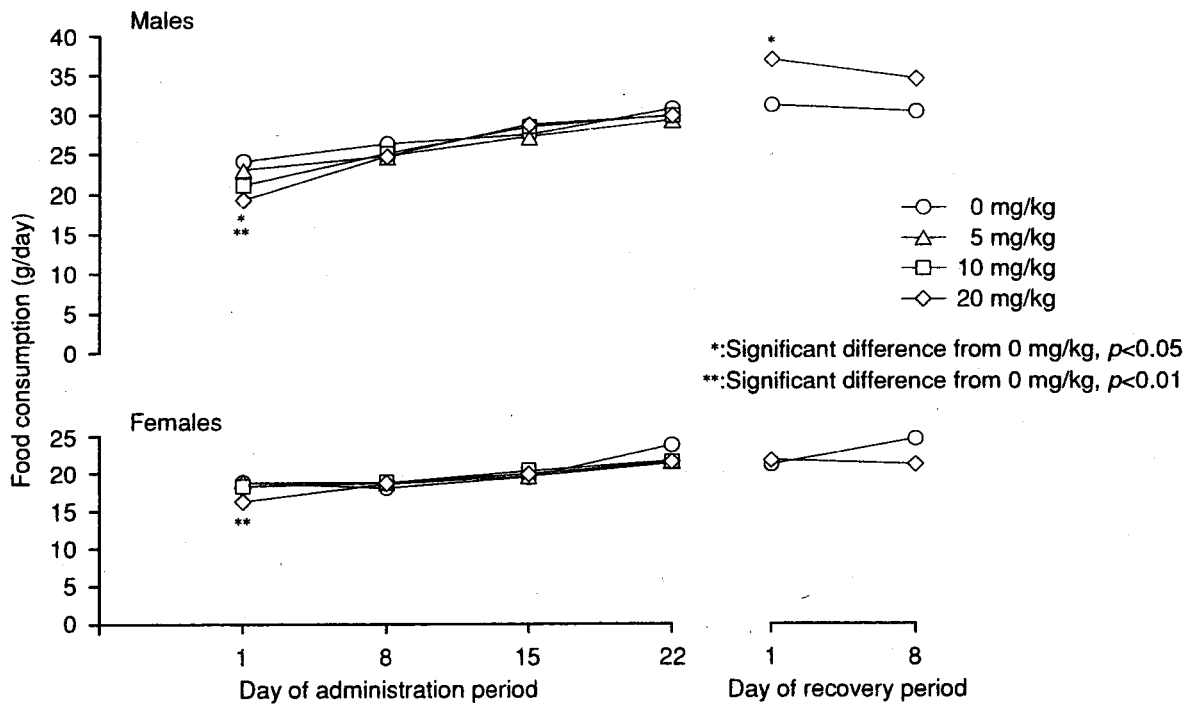 Males
40
35
30
25
20
15
10
5
0
*
**
*
0 mg/kg
5 mg/kg
10 mg/kg
20 mg/kg
*:Significant difference from 0 mg/kg, p<0.05
**:Significant difference from 0 mg/kg, p<0.01
Food consumption (g/day)
Females
25
20
15
10
5
0
**
1 8 15 22 1 8
Day of administration period Day of recovery period